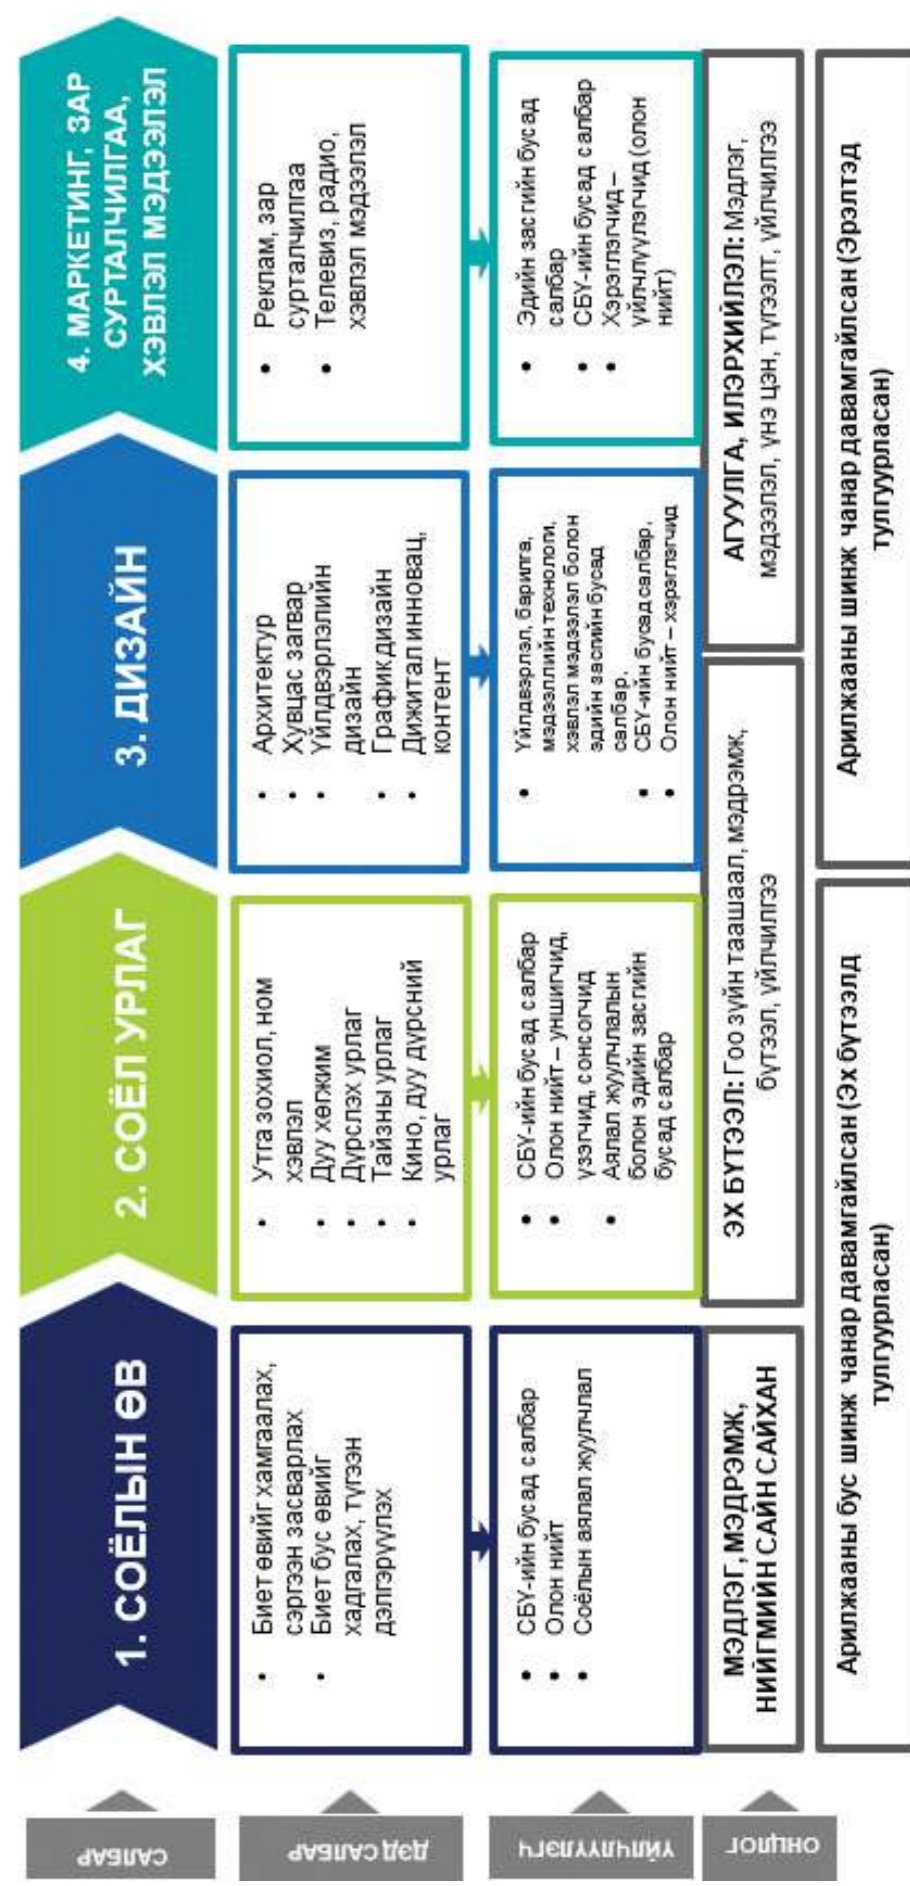 САЛБАР
1. СОЁЛЫН ӨВ
2. СОЁЛ УРЛАГ
3. ДИЗАЙН
4. МАРКЕТИНГ, ЗАР
СУРТАЛЧИЛГАА,
ХЭВЛЭЛ МЭДЭЭЛЭЛ
ДЭД САЛБАР
• Биет өвийг хамгаалах,
сэргээн засварлах
• Биет бус өвийг
хадгалах, түгээн
дэлгэрүүлэх
• Утга зохиол, ном
хэвлэл
• Дуу хөгжим
• Дүрслэх урлаг
• Тайзны урлаг
• Кино, дуу дүрсний
урлаг
• Архитектур
• Хувцас загвар
• Үйлдвэрлэлийн
дизайн
• График дизайн
• Дижитал инновац,
контент
• Реклам, зар
сурталчилгаа
• Телевиз, радио,
хэвлэл мэдээлэл
ҮЙЛЧЛҮҮЛЭГЧ
• СБҮ-ийн бусад салбар
• Олон нийт
• Соёлын аялал жуулчлал
• СБҮ-ийн бусад салбар
• Олон нийт – уншигчид,
үзэгчид, сонсогчид
• Аялал жуулчлалын
болон эдийн засгийн
бусад салбар
• Үйлдвэрлэл, барилга,
мэдээллийн технологи,
хэвлэл мэдээлэл болон
эдийн засгийн бусад
салбар,
• СБҮ-ийн бусад салбар,
• Олон нийт – хэрэглэгчид
• Эдийн засгийн бусад
салбар
• СБҮ-ийн бусад салбар
• Хэрэглэгчид –
үйлчлүүлэгчид (олон
нийт)
ОНЦЛОГ
МЭДЛЭГ, МЭДРЭМЖ,
НИЙГМИЙН САЙН САЙХАН
ЭХ БҮТЭЭЛ: Гоо зүйн таашаал, мэдрэмж,
бүтээл, үйлчилгээ
АГУУЛГА, ИЛЭРХИЙЛЭЛ: Мэдлэг,
мэдээлэл, үнэ цэн, түгээлт, үйлчилгээ
Арилжааны бус шинж чанар давамгайлсан (Эх бүтээлд
тулгуурласан)
Арилжааны шинж чанар давамгайлсан (Эрэлтэд
тулгуурласан)